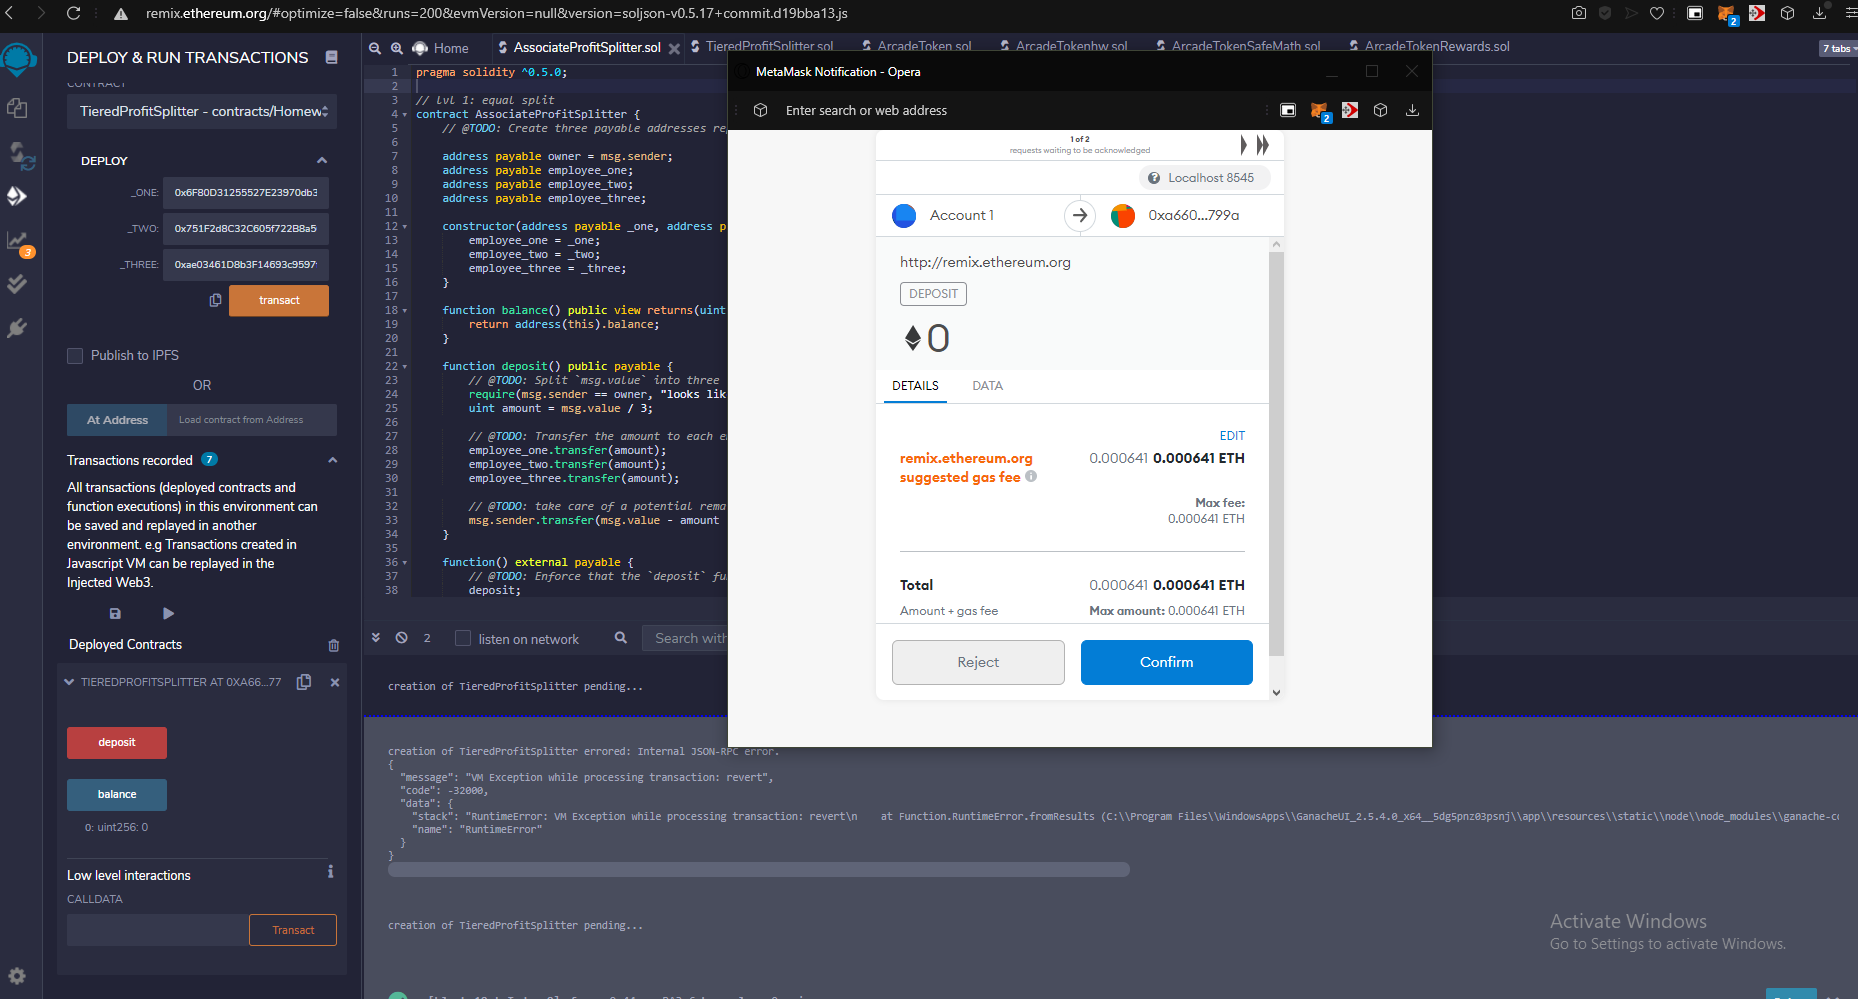 remix.ethereum.org/#optimize=false&runs=200&evmVersion=null&version=soljson-v0.5.17+commit.d19bba13.js
2
DEPLOY & RUN TRANSACTIONS
CONTRACT
TieredProfitSplitter - contracts/Homew
DEPLOY
_ONE:
0x6F80D31255527E23970db3
_TWO:
0x751F2d8C32C605f722B8a5
_THREE:
0xae03461D8b3F14693c9597
transact
3
Publish to IPFS
OR
At Address
Load contract from Address
Transactions recorded 7
All transactions (deployed contracts and
function executions) in this environment can
be saved and replayed in another
environment. e.g Transactions created in
Javascript VM can be replayed in the
Injected Web3.
Deployed Contracts
TIEREDPROFITSPLITTER AT 0XA66...77
deposit
balance
0: uint256: 0
Low level interactions
i
CALLDATA
Transact
Home
AssociateProfitSplitter.sol
TieredProfitSplitter.sol
ArcadeToken.sol
ArcadeTokenhw.sol
ArcadeTokenSafeMath.sol
ArcadeTokenRewards.sol
7 tabs
1 pragma solidity ^0.5.0;
2
3 // lvl 1: equal split
4 contract AssociateProfitSplitter {
5 // @TODO: Create three payable addresses re
6
7 address payable owner = msg.sender;
8 address payable employee_one;
9 address payable employee_two;
10 address payable employee_three;
11
12 constructor(address payable _one, address p
13 employee_one = _one;
14 employee_two = _two;
15 employee_three = _three;
16 }
17
18 function balance() public view returns(uint
19 return address(this).balance;
20 }
21
22 function deposit() public payable {
23 // @TODO: Split `msg.value` into three
24 require(msg.sender == owner, "looks lik
25 uint amount = msg.value / 3;
26
27 // @TODO: Transfer the amount to each e
28 employee_one.transfer(amount);
29 employee_two.transfer(amount);
30 employee_three.transfer(amount);
31
32 // @TODO: take care of a potential rema
33 msg.sender.transfer(msg.value - amount
34 }
35
36 function() external payable {
37 // @TODO: Enforce that the `deposit` fu
38 deposit;
2
listen on network
Search with
creation of TieredProfitSplitter pending...
creation of TieredProfitSplitter errored: Internal JSON-RPC error.
{
"message": "VM Exception while processing transaction: revert",
"code": -32000,
"data": {
"stack": "RuntimeError: VM Exception while processing transaction: revert\n at Function.RuntimeError.fromResults (C:\\Program Files\\WindowsApps\\GanacheUI_2.5.4.0_x64__5dg5pnz03psnj\\app\\resources\\static\\node\\node_modules\\ganache-co
"name": "RuntimeError"
}
}
creation of TieredProfitSplitter pending...
MetaMask Notification - Opera
Enter search or web address
2
1 of 2
requests waiting to be acknowledged
? Localhost 8545
Account 1
0xa660...799a
http://remix.ethereum.org
DEPOSIT
0
DETAILS
DATA
EDIT
remix.ethereum.org
suggested gas fee i
0.000641 0.000641 ETH
Max fee:
0.000641 ETH
Total
0.000641 0.000641 ETH
Amount + gas fee
Max amount: 0.000641 ETH
Reject
Confirm
Activate Windows
Go to Settings to activate Windows.